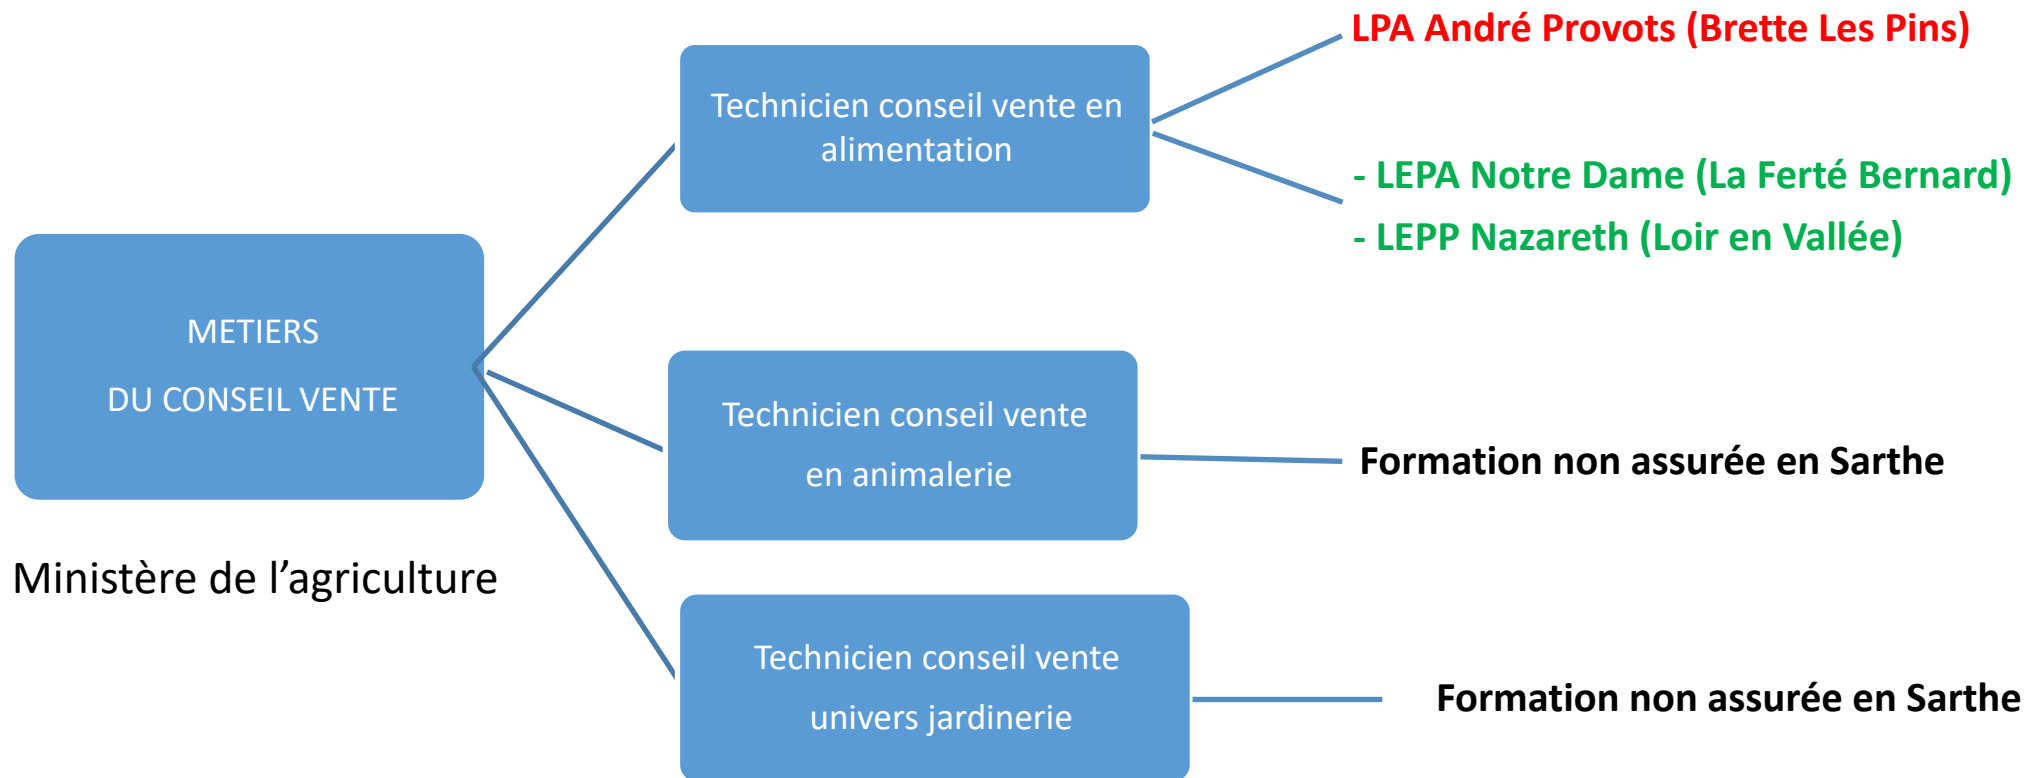 LPA André Provots (Brette Les Pins)
Technicien conseil vente en
alimentation
- LEPA Notre Dame (La Ferté Bernard)
- LEPP Nazareth (Loir en Vallée)
METIERS
DU CONSEIL VENTE
Technicien conseil vente
en animalerie
Formation non assurée en Sarthe
Ministère de l’agriculture
Technicien conseil vente
univers jardinerie
Formation non assurée en Sarthe